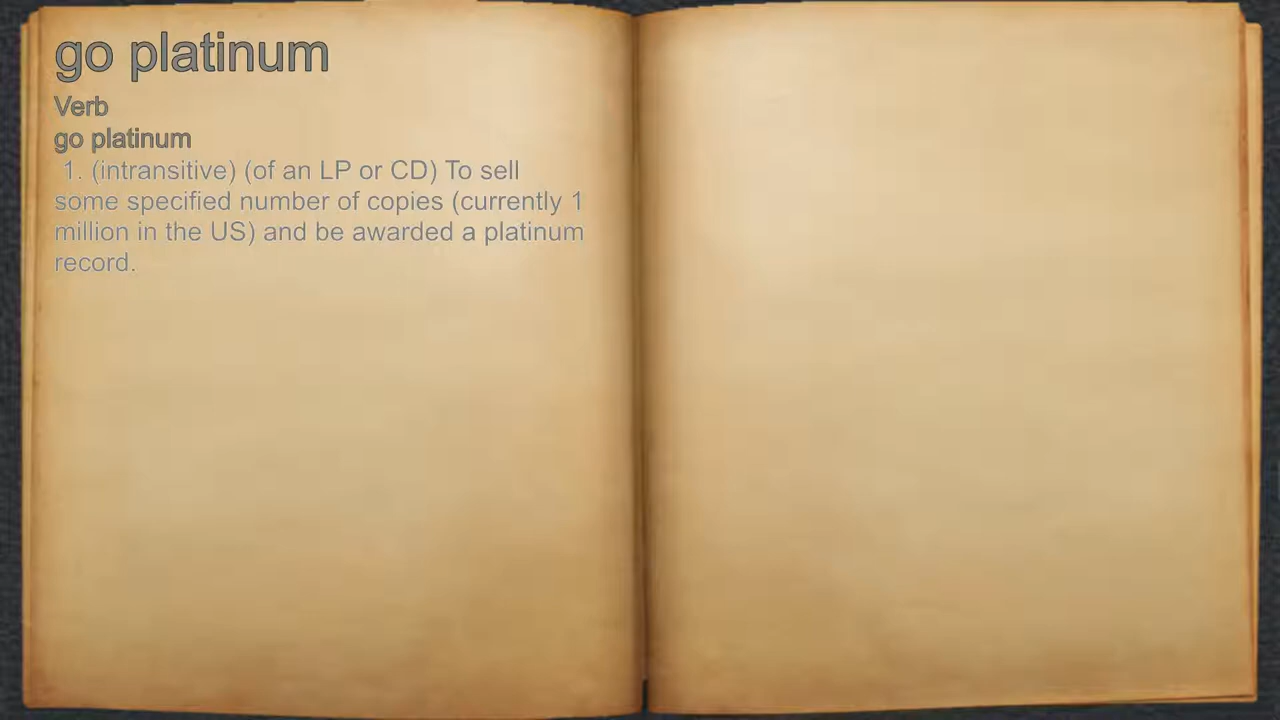 go platinum
Verb
go platinum
1. (intransitive) (of an LP or CD) To sell
some specified number of copies (currently 1
million in the US) and be awarded a platinum
record.